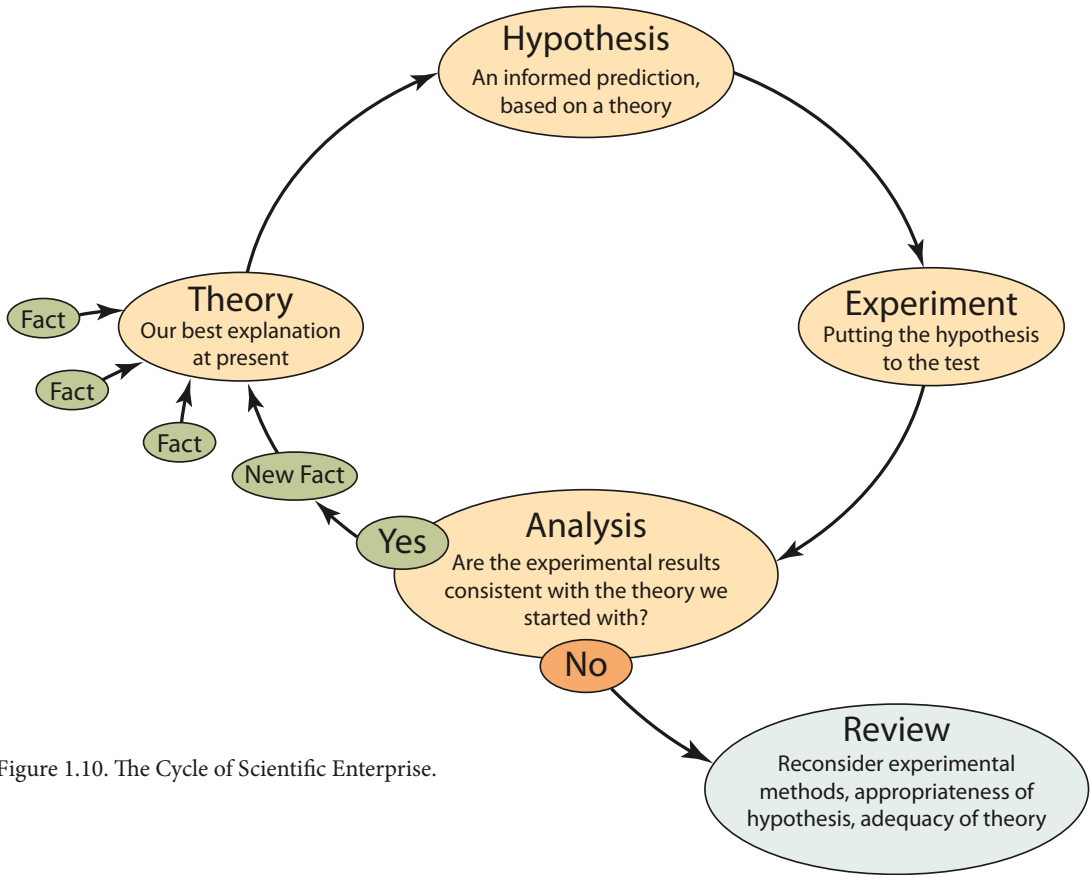 Hypothesis
An informed prediction,
based on a theory
Theory
Our best explanation
at present
Experiment
Putting the hypothesis
to the test
Fact
Fact
Fact
New Fact
Yes
Analysis
Are the experimental results
consistent with the theory we
started with?
No
Review
Reconsider experimental
methods, appropriateness of
hypothesis, adequacy of theory
Figure 1.10. The Cycle of Scientific Enterprise.